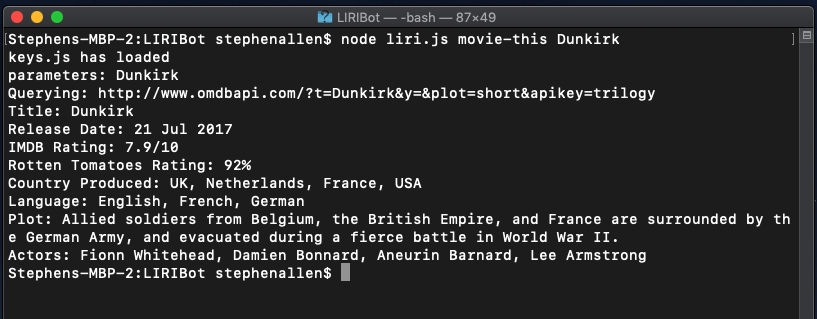 LIRIBot — -bash — 87×49
[Stephens-MBP-2:LIRIBot stephenallen$ node liri.js movie-this Dunkirk ]
keys.js has loaded
parameters: Dunkirk
Querying: http://www.omdbapi.com/?t=Dunkirk&y=&plot=short&apikey=trilogy
Title: Dunkirk
Release Date: 21 Jul 2017
IMDB Rating: 7.9/10
Rotten Tomatoes Rating: 92%
Country Produced: UK, Netherlands, France, USA
Language: English, French, German
Plot: Allied soldiers from Belgium, the British Empire, and France are surrounded by th
e German Army, and evacuated during a fierce battle in World War II.
Actors: Fionn Whitehead, Damien Bonnard, Aneurin Barnard, Lee Armstrong
Stephens-MBP-2:LIRIBot stephenallen$